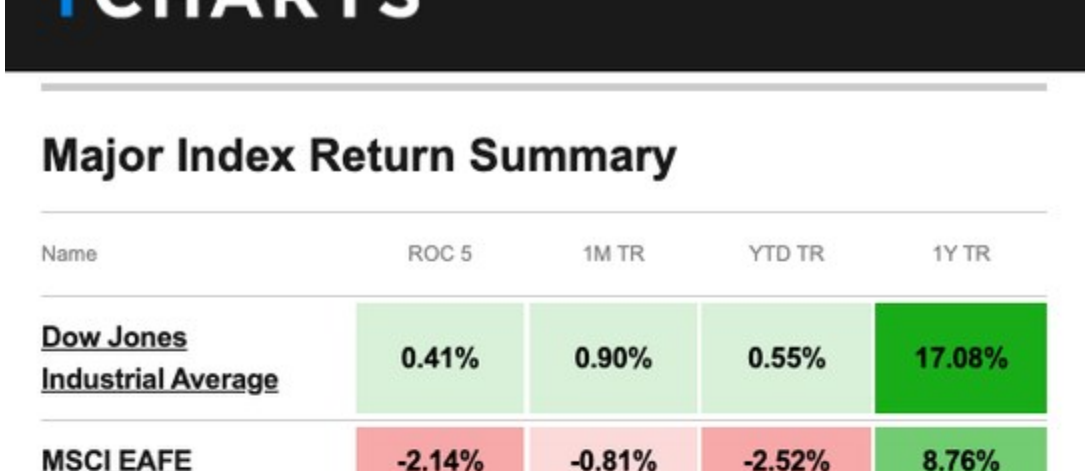 YCHARTS
Major Index Return Summary
Name ROC 5 1M TR YTD TR 1Y TR
Dow Jones
Industrial Average
0.41% 0.90% 0.55% 17.08%
MSCI EAFE -2.14% -0.81% -2.52% 8.76%